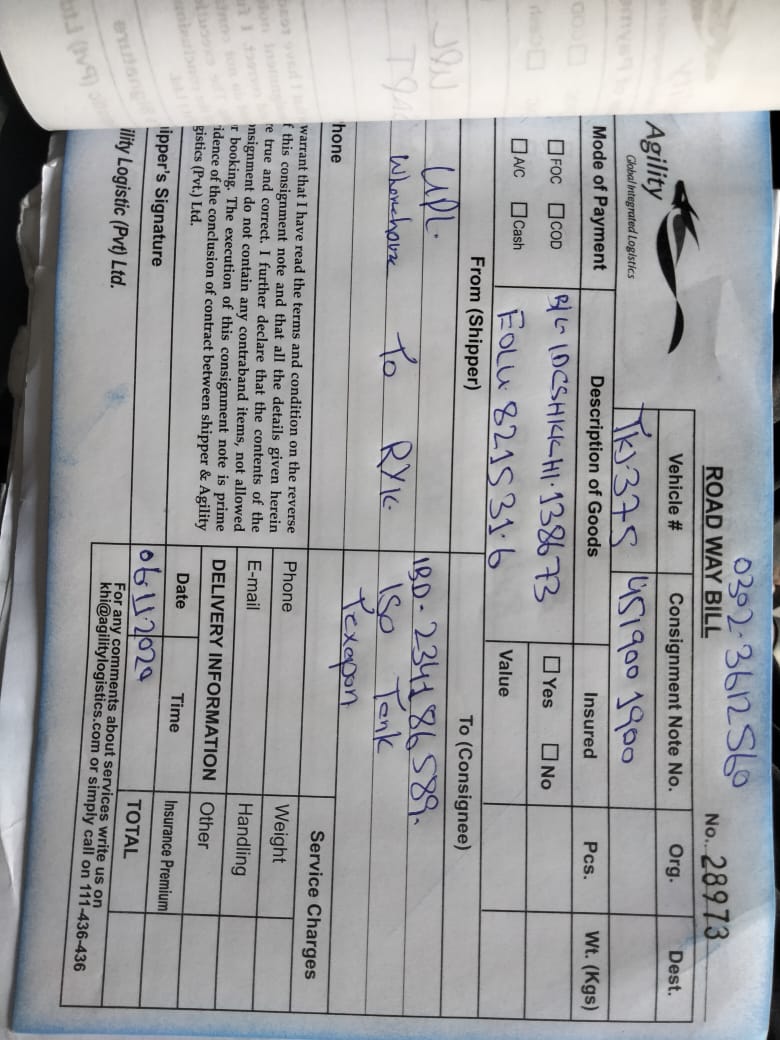 0302-3612560
ROAD WAY BILL
No. 28973
Agility
Global Integrated Logistics
Vehicle # Consignment Note No. Org. Dest.
TKJ-375 451900 1900
Mode of Payment Description of Goods Insured Pcs. Wt. (Kgs)
FOC COD Yes No
A/C Cash Value
138673
EOLU 821531-6
From (Shipper) To (Consignee)
UPL. IBD- 234186589.
To RYK. ISO Tank
Texapon
hone
warrant that I have read the terms and condition on the reverse
f this consignment note and that all the details given herein
re true and correct. I further declare that the contents of the
onsignment do not contain any contraband items, not allowed
r booking. The execution of this consignment note is prime
idence of the conclusion of contract between shipper & Agility
gistics (Pvt.) Ltd.
ipper's Signature
ility Logistic (Pvt) Ltd.
Service Charges
Phone Weight
E-mail Handling
DELIVERY INFORMATION Other
Date Time Insurance Premium
06.11.2020 TOTAL
For any comments about services write us on
khi@agilitylogistics.com or simply call on 111-436-436